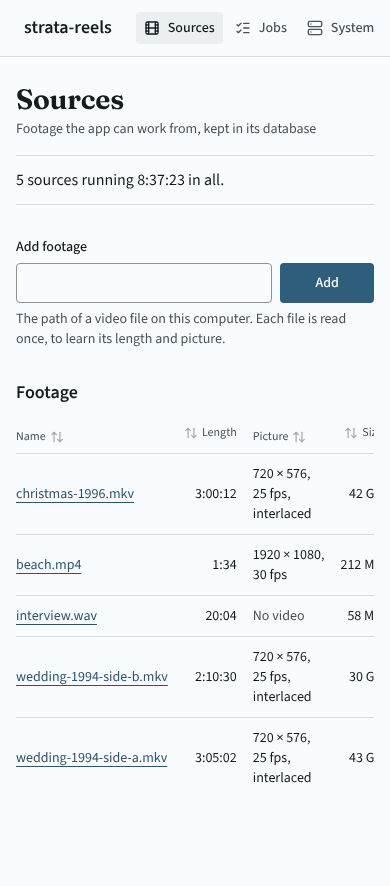 strata-reels Sources Jobs System
Sources
Footage the app can work from, kept in its database
5 sources running 8:37:23 in all.
Add footage
Add
The path of a video file on this computer. Each file is read
once, to learn its length and picture.
Footage
Name Length Picture Siz
720 × 576,
christmas-1996.mkv 3:00:12 25 fps, 42 G
interlaced
beach.mp4 1:34 1920 × 1080, 212 M
30 fps
interview.wav 20:04 No video 58 M
720 × 576,
wedding-1994-side-b.mkv 2:10:30 25 fps, 30 G
interlaced
720 × 576,
wedding-1994-side-a.mkv 3:05:02 25 fps, 43 G
interlaced